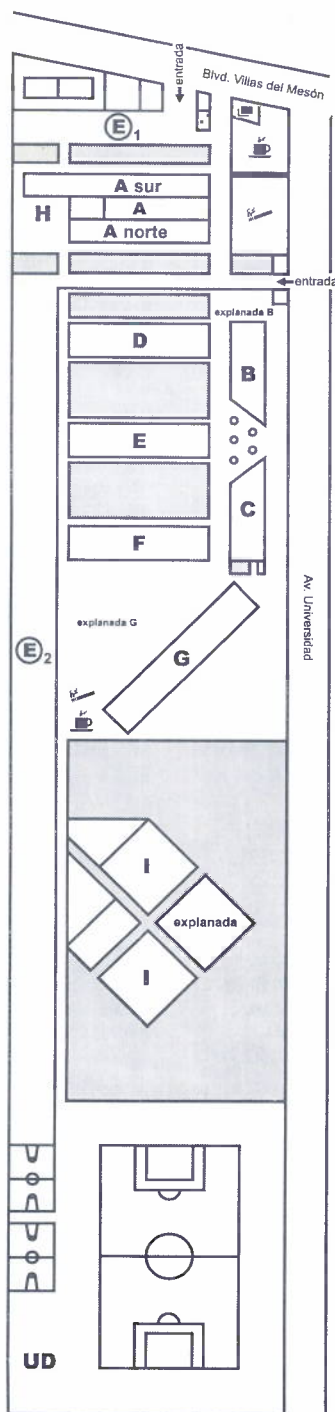 Blvd. Villas del Mesón
entrada
E1
A sur
H
A
A norte
entrada
explanada B
D
B
E
C
F
Av. Universidad
explanada G
E2
G
I
explanada
I
UD